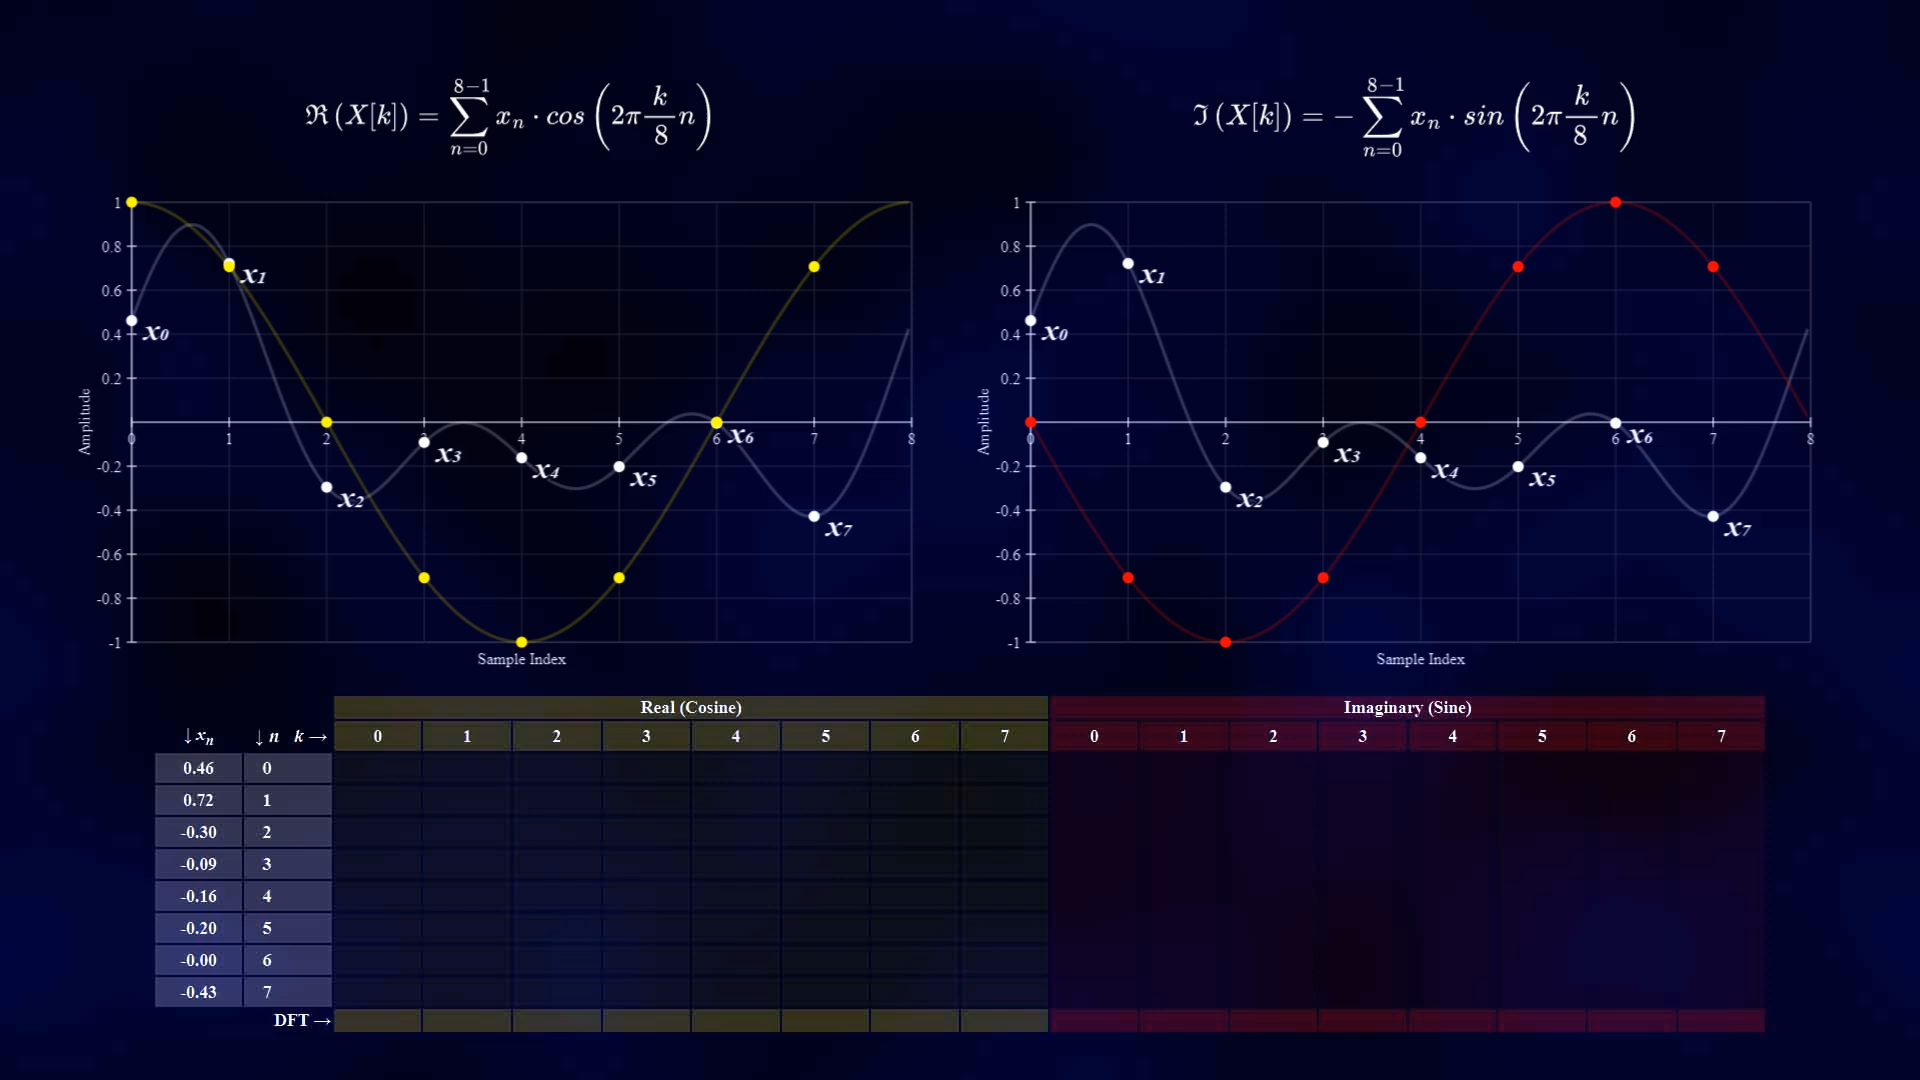 ℜ(X[k]) = ∑_{n=0}^{8−1} xₙ · cos(2π k/8 n)
ℑ(X[k]) = − ∑_{n=0}^{8−1} xₙ · sin(2π k/8 n)
1
0.8
0.6
0.4
0.2
-0.2
-0.4
-0.6
-0.8
-1
Amplitude
0 1 2 3 4 5 6 7 8
x₀
x₁
x₂
x₃
x₄
x₅
x₆
x₇
Sample Index
1
0.8
0.6
0.4
0.2
-0.2
-0.4
-0.6
-0.8
-1
Amplitude
0 1 2 3 4 5 6 7 8
x₀
x₁
x₂
x₃
x₄
x₅
x₆
x₇
Sample Index
Real (Cosine) Imaginary (Sine)
↓xₙ ↓n k→ 0 1 2 3 4 5 6 7 0 1 2 3 4 5 6 7
0.46 0
0.72 1
-0.30 2
-0.09 3
-0.16 4
-0.20 5
-0.00 6
-0.43 7
DFT →